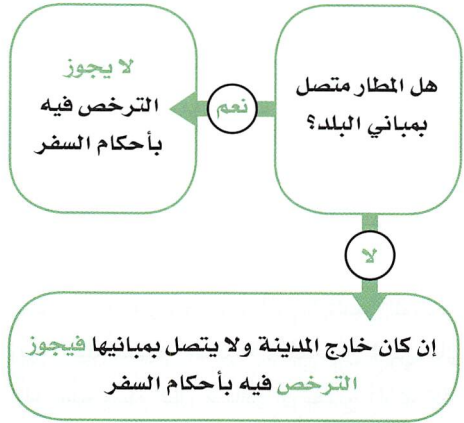 هل المطار متصل
بمباني البلد؟
نعم
لا يجوز
الترخص فيه
بأحكام السفر
لا
إن كان خارج المدينة ولا يتصل بمبانيها فيجوز
الترخص فيه بأحكام السفر